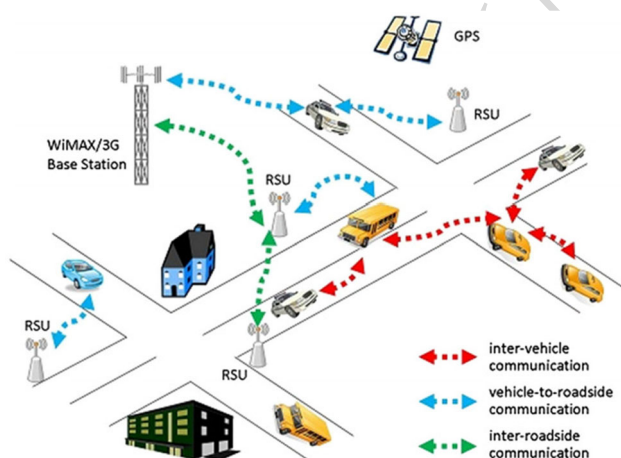 GPS
RSU
WiMAX/3G
Base Station
RSU
RSU
RSU
inter-vehicle
communication
vehicle-to-roadside
communication
inter-roadside
communication